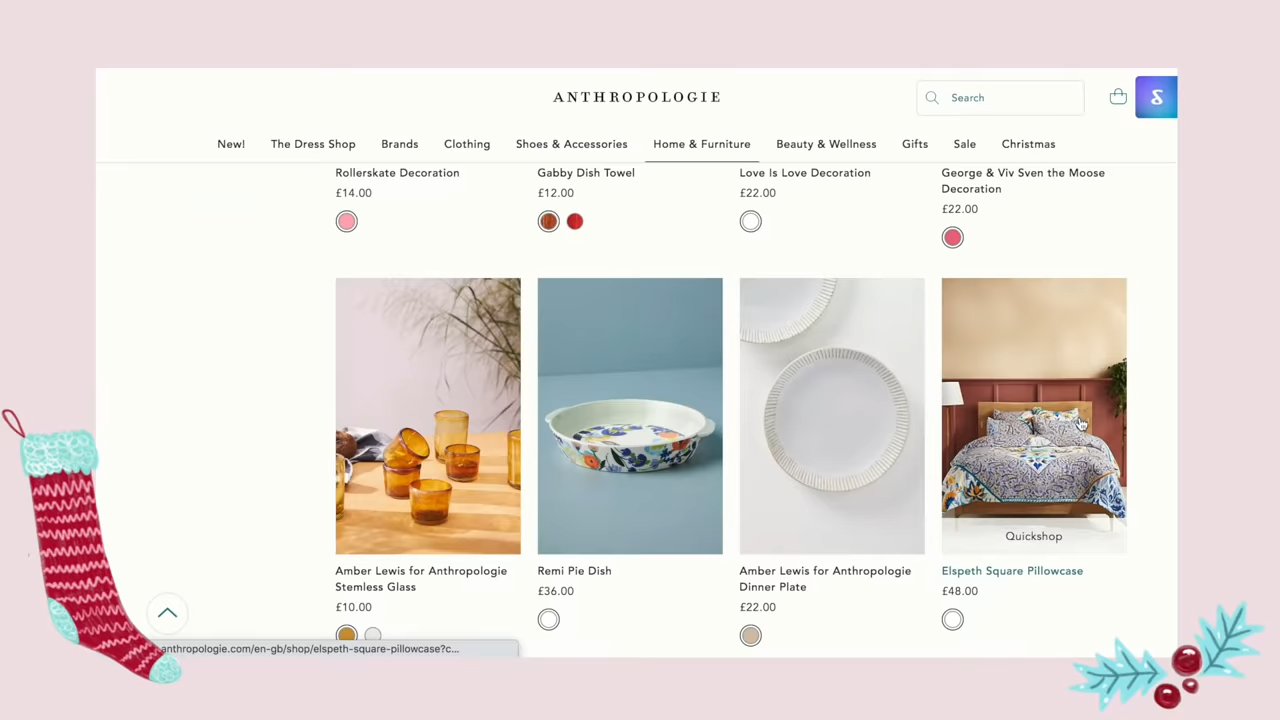 ANTHROPOLOGIE
Search
New! The Dress Shop Brands Clothing Shoes & Accessories Home & Furniture Beauty & Wellness Gifts Sale Christmas
Rollerskate Decoration
£14.00
Gabby Dish Towel
£12.00
Love Is Love Decoration
£22.00
George & Viv Sven the Moose
Decoration
£22.00
Quickshop
Amber Lewis for Anthropologie
Stemless Glass
£10.00
Remi Pie Dish
£36.00
Amber Lewis for Anthropologie
Dinner Plate
£22.00
Elspeth Square Pillowcase
£48.00
anthropologie.com/en-gb/shop/elspeth-square-pillowcase?c...